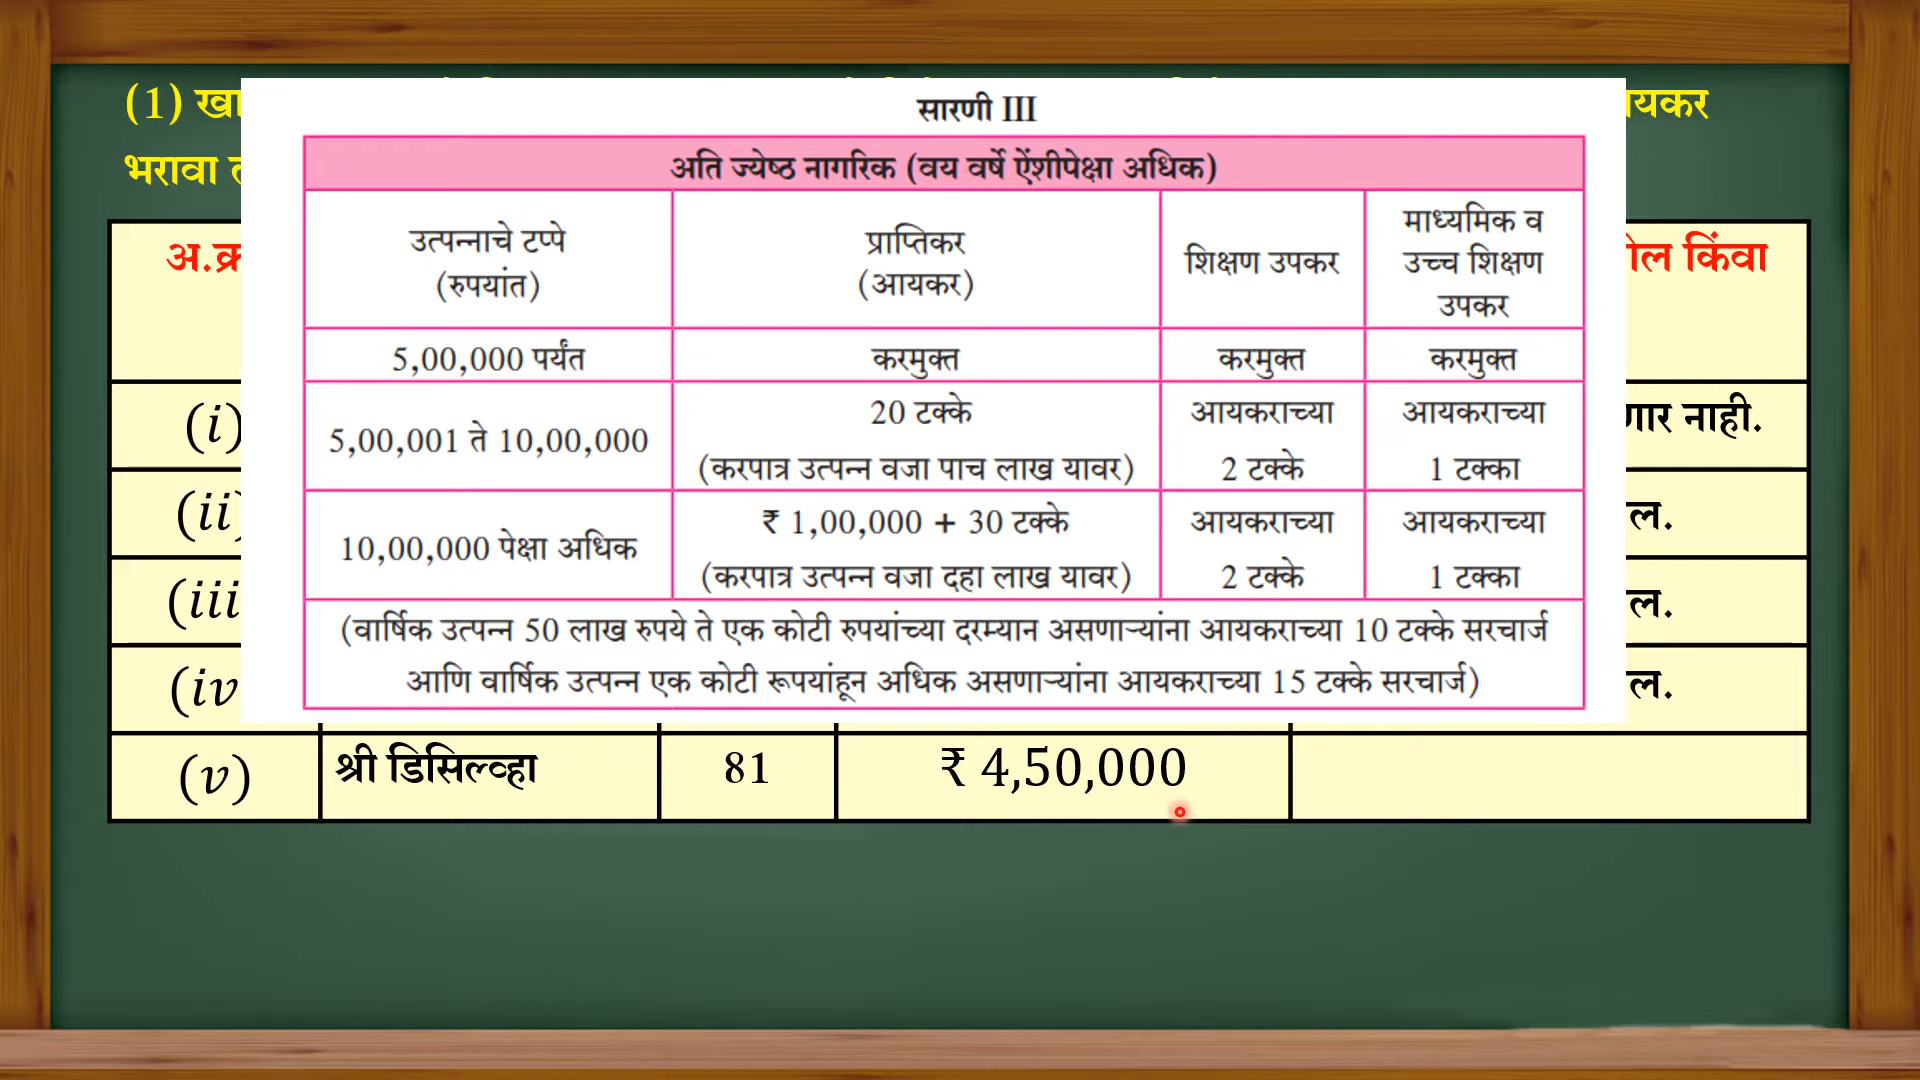 सारणी III
(1)
यकर
भरावा
अति ज्येष्ठ नागरिक (वय वर्षे ऐंशीपेक्षा अधिक)
उत्पन्नाचे टप्पे
(रुपयांत)
प्राप्तिकर
(आयकर)
शिक्षण उपकर
माध्यमिक व
उच्च शिक्षण
उपकर
5,00,000 पर्यंत
करमुक्त
करमुक्त
करमुक्त
5,00,001 ते 10,00,000
20 टक्के
(करपात्र उत्पन्न वजा पाच लाख यावर)
आयकराच्या
2 टक्के
आयकराच्या
1 टक्का
10,00,000 पेक्षा अधिक
₹ 1,00,000 + 30 टक्के
(करपात्र उत्पन्न वजा दहा लाख यावर)
आयकराच्या
2 टक्के
आयकराच्या
1 टक्का
(वार्षिक उत्पन्न 50 लाख रुपये ते एक कोटी रुपयांच्या दरम्यान असणाऱ्यांना आयकराच्या 10 टक्के सरचार्ज
आणि वार्षिक उत्पन्न एक कोटी रूपयांहून अधिक असणाऱ्यांना आयकराच्या 15 टक्के सरचार्ज)
अ.क्र
किंवा
(i)
नाही.
(ii)
ल.
(iii
ल.
(iv
ल.
(v)
श्री डिसिल्व्हा
81
₹ 4,50,000